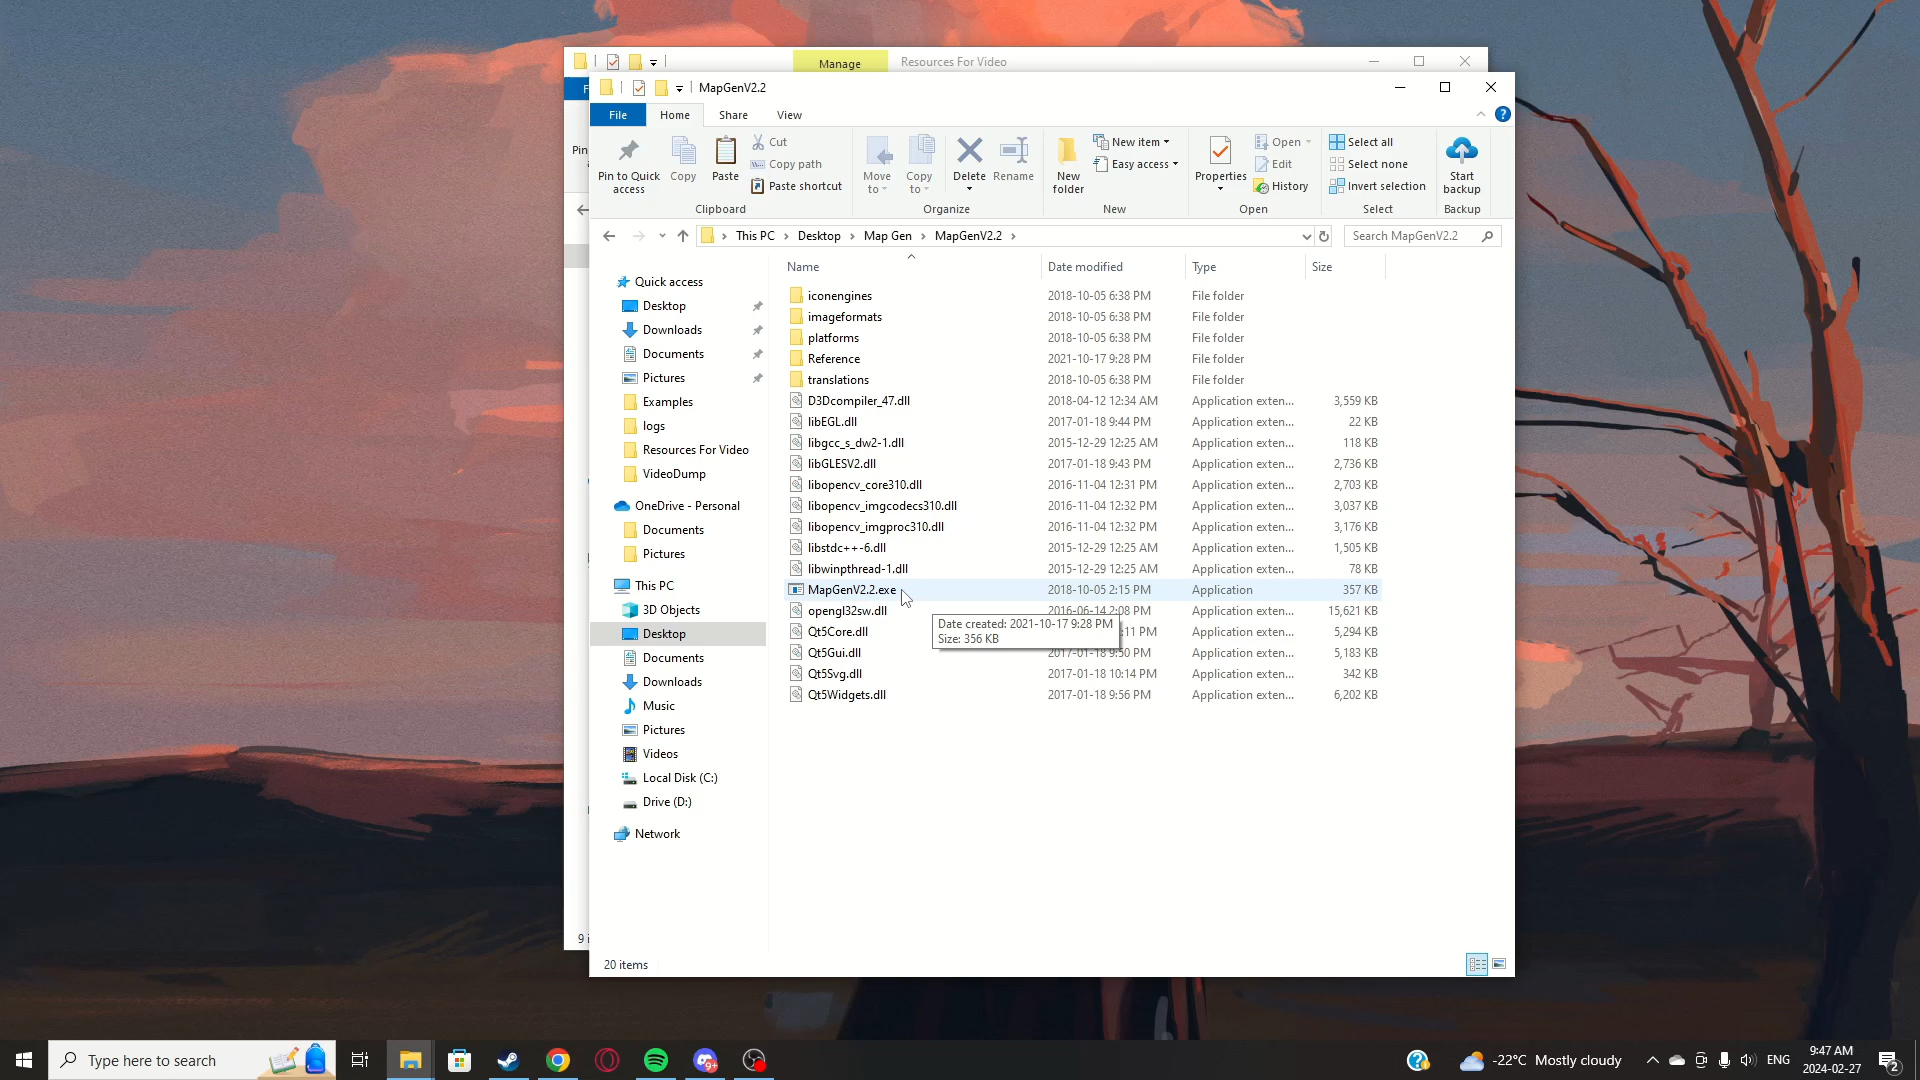 Manage
Resources For Video
MapGenV2.2
File
Home
Share
View
Pin to Quick access
Copy
Paste
Cut
Copy path
Paste shortcut
Clipboard
Move to
Copy to
Delete
Rename
Organize
New folder
New item
Easy access
New
Properties
Open
Edit
History
Open
Select all
Select none
Invert selection
Select
Start backup
Backup
This PC
Desktop
Map Gen
MapGenV2.2
Search MapGenV2.2
Name Date modified Type Size
iconengines 2018-10-05 6:38 PM File folder
imageformats 2018-10-05 6:38 PM File folder
platforms 2018-10-05 6:38 PM File folder
Reference 2021-10-17 9:28 PM File folder
translations 2018-10-05 6:38 PM File folder
D3Dcompiler_47.dll 2018-04-12 12:34 AM Application exten... 3,559 KB
libEGL.dll 2017-01-18 9:44 PM Application exten... 22 KB
libgcc_s_dw2-1.dll 2015-12-29 12:25 AM Application exten... 118 KB
libGLESV2.dll 2017-01-18 9:43 PM Application exten... 2,736 KB
libopencv_core310.dll 2016-11-04 12:31 PM Application exten... 2,703 KB
libopencv_imgcodecs310.dll 2016-11-04 12:32 PM Application exten... 3,037 KB
libopencv_imgproc310.dll 2016-11-04 12:32 PM Application exten... 3,176 KB
libstdc++-6.dll 2015-12-29 12:25 AM Application exten... 1,505 KB
libwinpthread-1.dll 2015-12-29 12:25 AM Application exten... 78 KB
MapGenV2.2.exe 2018-10-05 2:15 PM Application 357 KB
opengl32sw.dll 2016-06-14 2:08 PM Application exten... 15,621 KB
Qt5Core.dll :11 PM Application exten... 5,294 KB
Qt5Gui.dll 2017-01-18 9:50 PM Application exten... 5,183 KB
Qt5Svg.dll 2017-01-18 10:14 PM Application exten... 342 KB
Qt5Widgets.dll 2017-01-18 9:56 PM Application exten... 6,202 KB
Date created: 2021-10-17 9:28 PM
Size: 356 KB
Quick access
Desktop
Downloads
Documents
Pictures
Examples
logs
Resources For Video
VideoDump
OneDrive - Personal
Documents
Pictures
This PC
3D Objects
Desktop
Documents
Downloads
Music
Pictures
Videos
Local Disk (C:)
Drive (D:)
Network
20 items
Type here to search
9+
-22°C Mostly cloudy
ENG
9:47 AM
2024-02-27
2